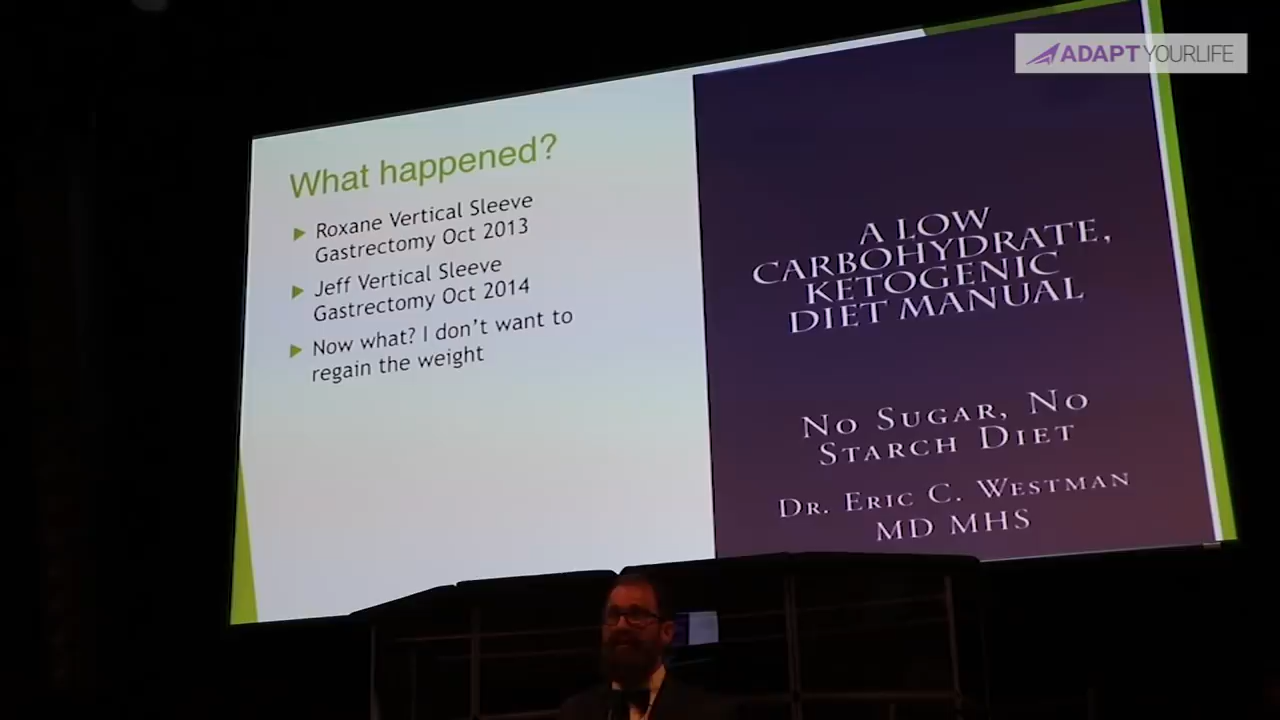 ADAPT YOURLIFE
What happened?
Roxane Vertical Sleeve
Gastrectomy Oct 2013
Jeff Vertical Sleeve
Gastrectomy Oct 2014
Now what? I don't want to
regain the weight
A LOW
CARBOHYDRATE,
KETOGENIC
DIET MANUAL
NO SUGAR, NO
STARCH DIET
DR. ERIC C. WESTMAN
MD MHS